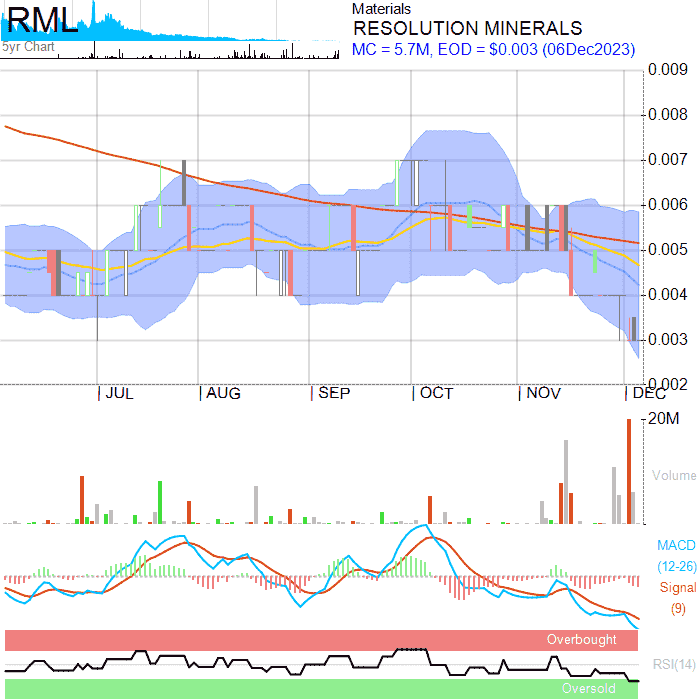 RML
5yr Chart
Materials
RESOLUTION MINERALS
MC = 5.7M, EOD = $0.003 (06Dec2023)
0.009
0.008
0.007
0.006
0.005
0.004
0.003
0.002
JUL AUG SEP OCT NOV DEC
20M
Volume
MACD
(12-26)
Signal
(9)
Overbought
RSI(14)
Oversold